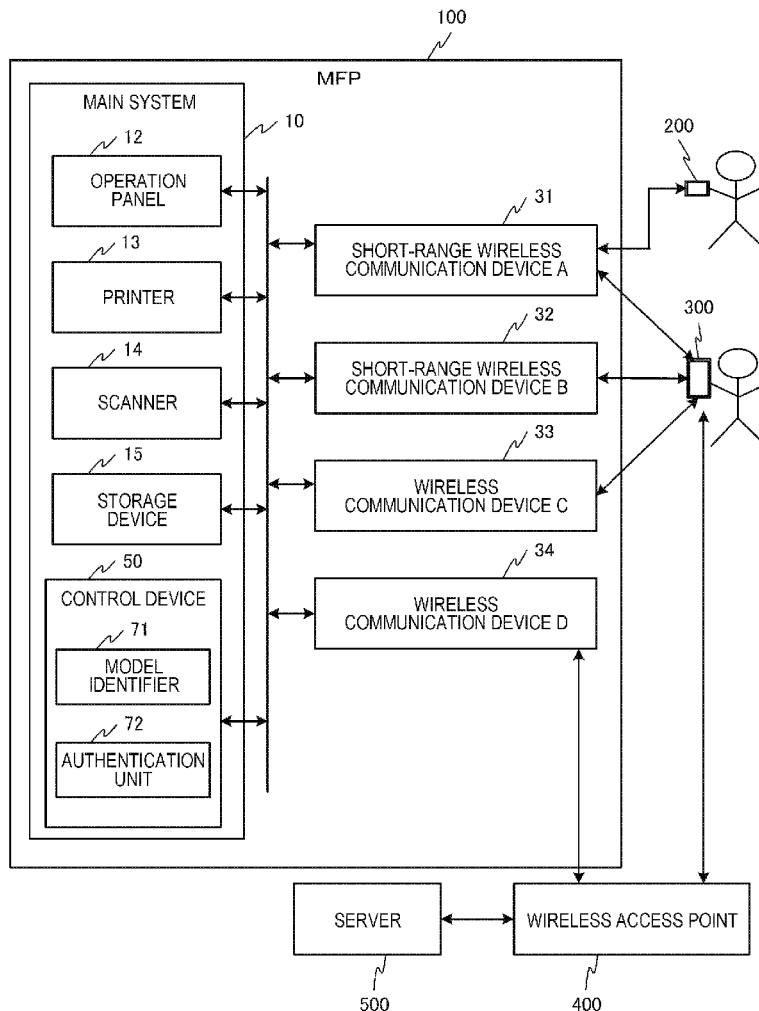 100
MFP
MAIN SYSTEM
10
12
OPERATION
PANEL
13
PRINTER
14
SCANNER
15
STORAGE
DEVICE
50
CONTROL DEVICE
71
MODEL
IDENTIFIER
72
AUTHENTICATION
UNIT
31
SHORT-RANGE WIRELESS
COMMUNICATION DEVICE A
32
SHORT-RANGE WIRELESS
COMMUNICATION DEVICE B
33
WIRELESS
COMMUNICATION DEVICE C
34
WIRELESS
COMMUNICATION DEVICE D
200
300
SERVER
500
WIRELESS ACCESS POINT
400